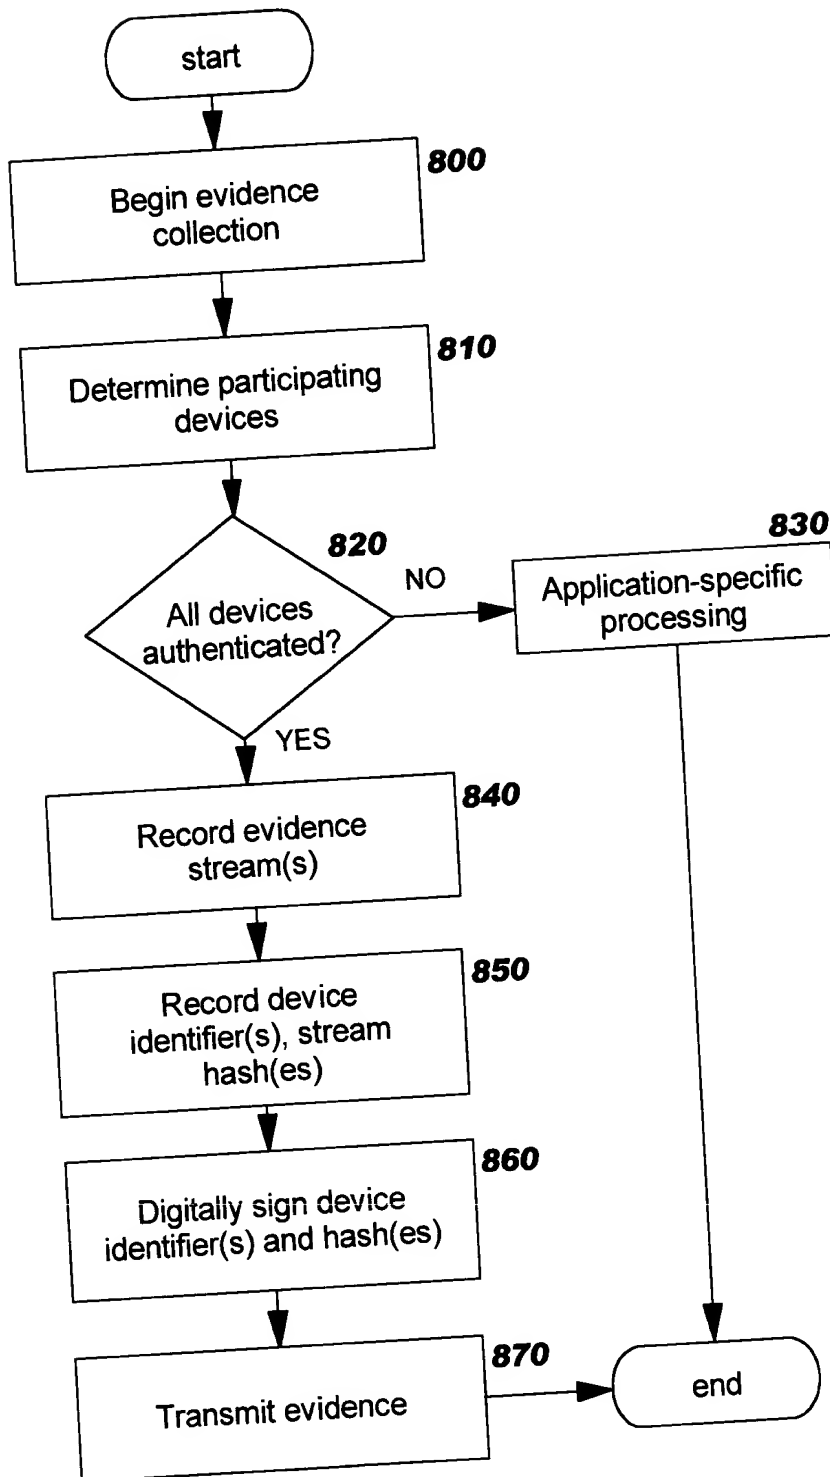 start
800
Begin evidence
collection
810
Determine participating
devices
820
All devices
authenticated?
NO
830
Application-specific
processing
YES
840
Record evidence
stream(s)
850
Record device
identifier(s), stream
hash(es)
860
Digitally sign device
identifier(s) and hash(es)
870
Transmit evidence
end